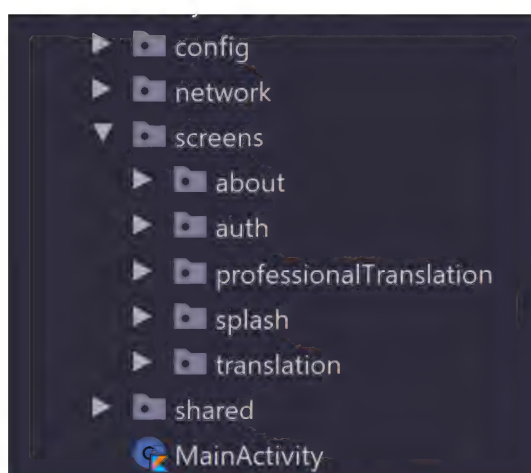 config
network
screens
about
auth
professionalTranslation
splash
translation
shared
MainActivity